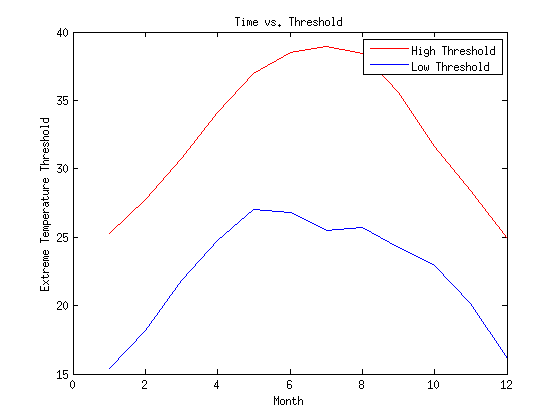 Time vs. Threshold
High Threshold
Low Threshold
Extreme Temperature Threshold
40
35
30
25
20
15
0 2 4 6 8 10 12
Month